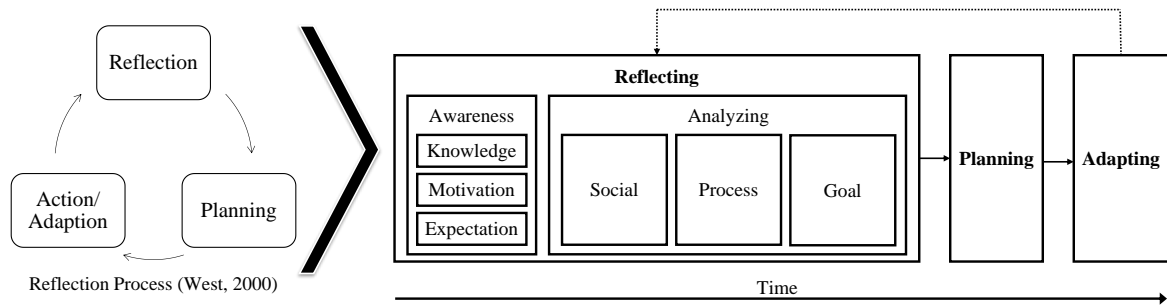 Reflection
Action/
Adaption
Planning
Reflection Process (West, 2000)
Reflecting
Awareness
Knowledge
Motivation
Expectation
Analyzing
Social
Process
Goal
Planning
Adapting
Time